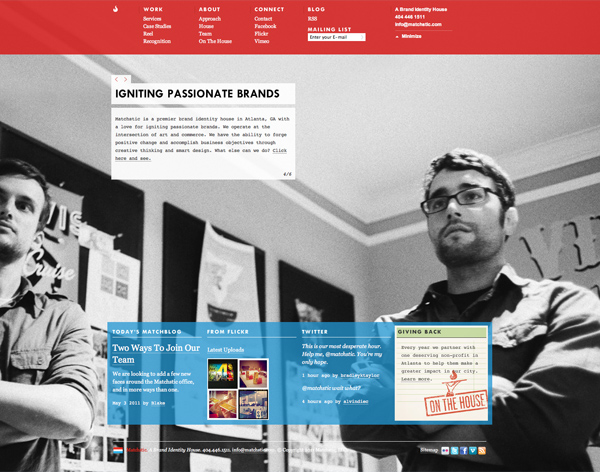 WORK
Services
Case Studies
Reel
Recognition
ABOUT
Approach
House
Team
On The House
CONNECT
Contact
Facebook
Flickr
Vimeo
BLOG
RSS
MAILING LIST
Enter your E-mail
A Brand Identity House
404 446 1511
info@matchstic.com
Minimize
IGNITING PASSIONATE BRANDS
Matchstic is a premier brand identity house in Atlanta, GA with
a love for igniting passionate brands. We operate at the
intersection of art and commerce. We have the ability to forge
positive change and accomplish business objectives through
creative thinking and smart design. What else can we do? Click
here and see.
Cruise
TODAY'S MATCHBLOG
Two Ways To Join Our
Team
We are looking to add a few new
faces around the Matchstic office,
and in more ways than one.
May 3 2011 by Blake
FROM FLICKR
Latest Uploads
TWITTER
This is our most desperate hour.
Help me, @matchstic. You're my
only hope.
2 hour ago by bradleyataylor
@matchstic wait what?
4 hours ago by alvindiec
GIVING BACK
Every year we partner with
one deserving non-profit in
Atlanta to help them make a
greater impact in our city.
Learn more.
ON THE HOUSE
Matchstic. A Brand Identity House. 404.446.1511. info@matchstic.com. © Copyright
Sitemap